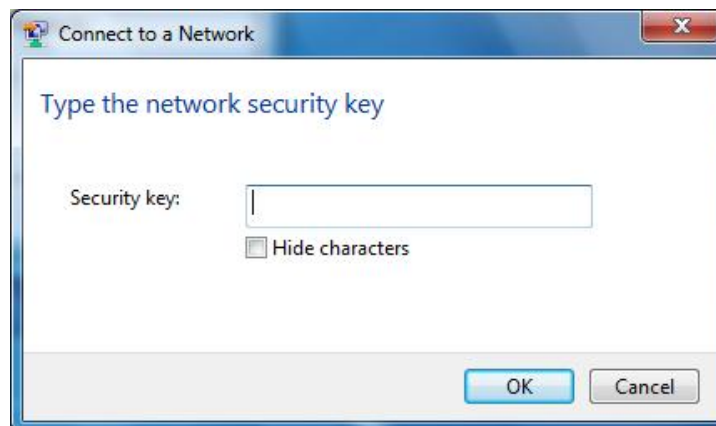 Connect to a Network
Type the network security key
Security key:
Hide characters
OK Cancel